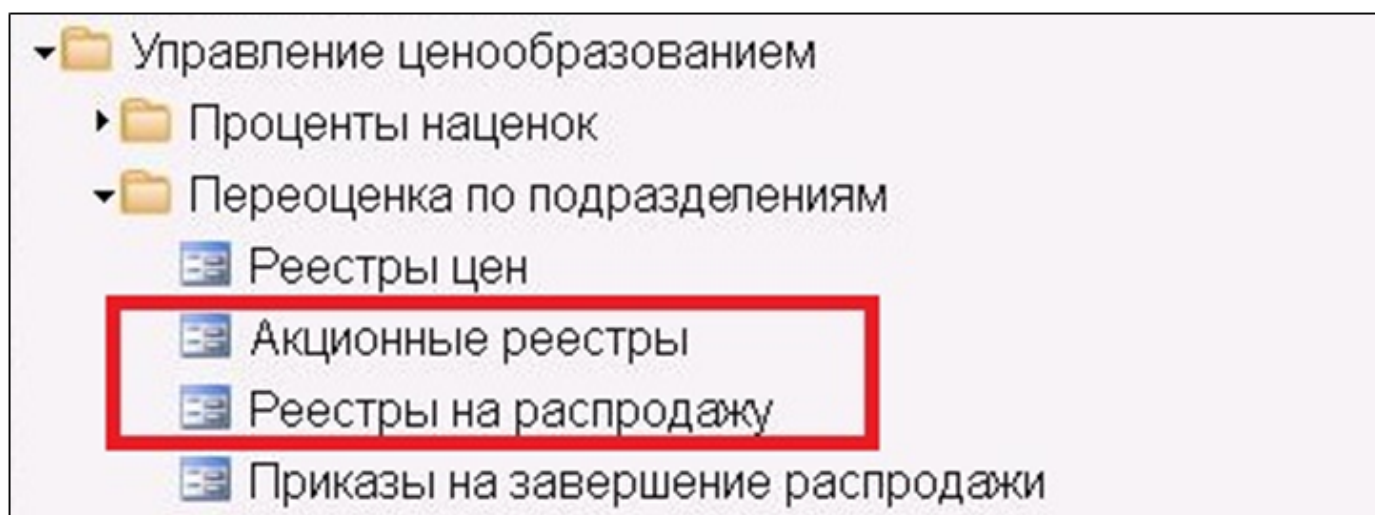 Управление ценообразованием
Проценты наценок
Переоценка по подразделениям
Реестры цен
Акционные реестры
Реестры на распродажу
Приказы на завершение распродажи